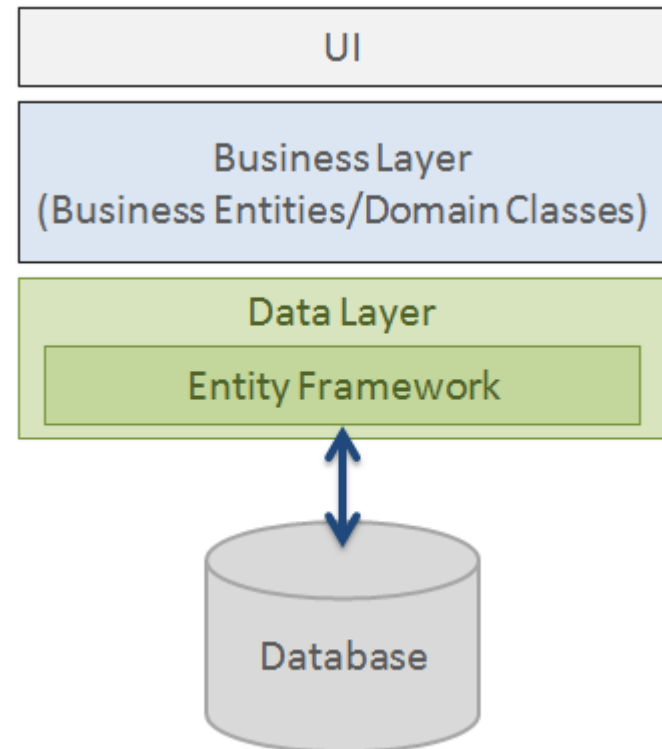 UI
Business Layer
(Business Entities/Domain Classes)
Data Layer
Entity Framework
Database